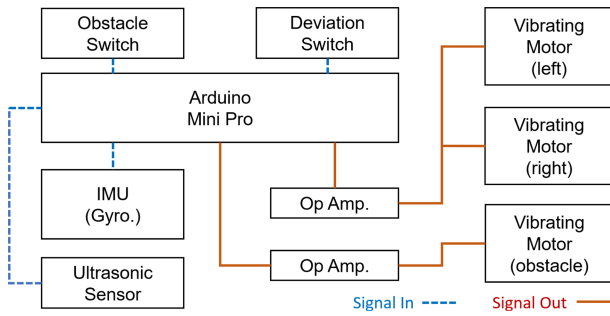 Obstacle
Switch
Deviation
Switch
Vibrating
Motor
(left)
Arduino
Mini Pro
Vibrating
Motor
(right)
IMU
(Gyro.)
Op Amp.
Vibrating
Motor
(obstacle)
Op Amp.
Ultrasonic
Sensor
Signal In
Signal Out